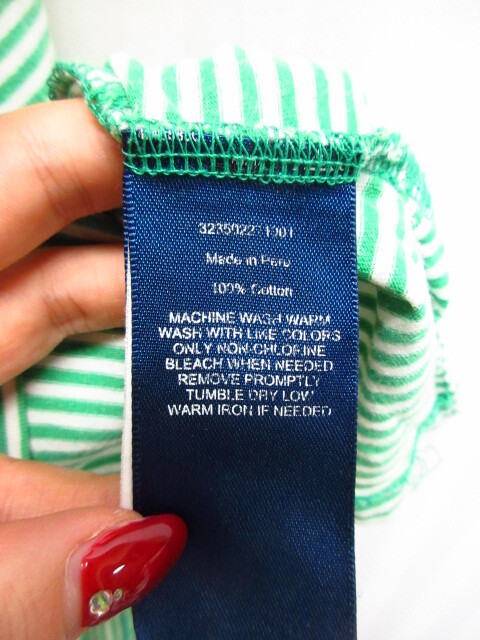 Made in Peru
100% Cotton
MACHINE WASH WARM
WASH WITH LIKE COLORS
ONLY NON-CHLORINE
BLEACH WHEN NEEDED
REMOVE PROMPTLY
TUMBLE DRY LOW
WARM IRON IF NEEDED